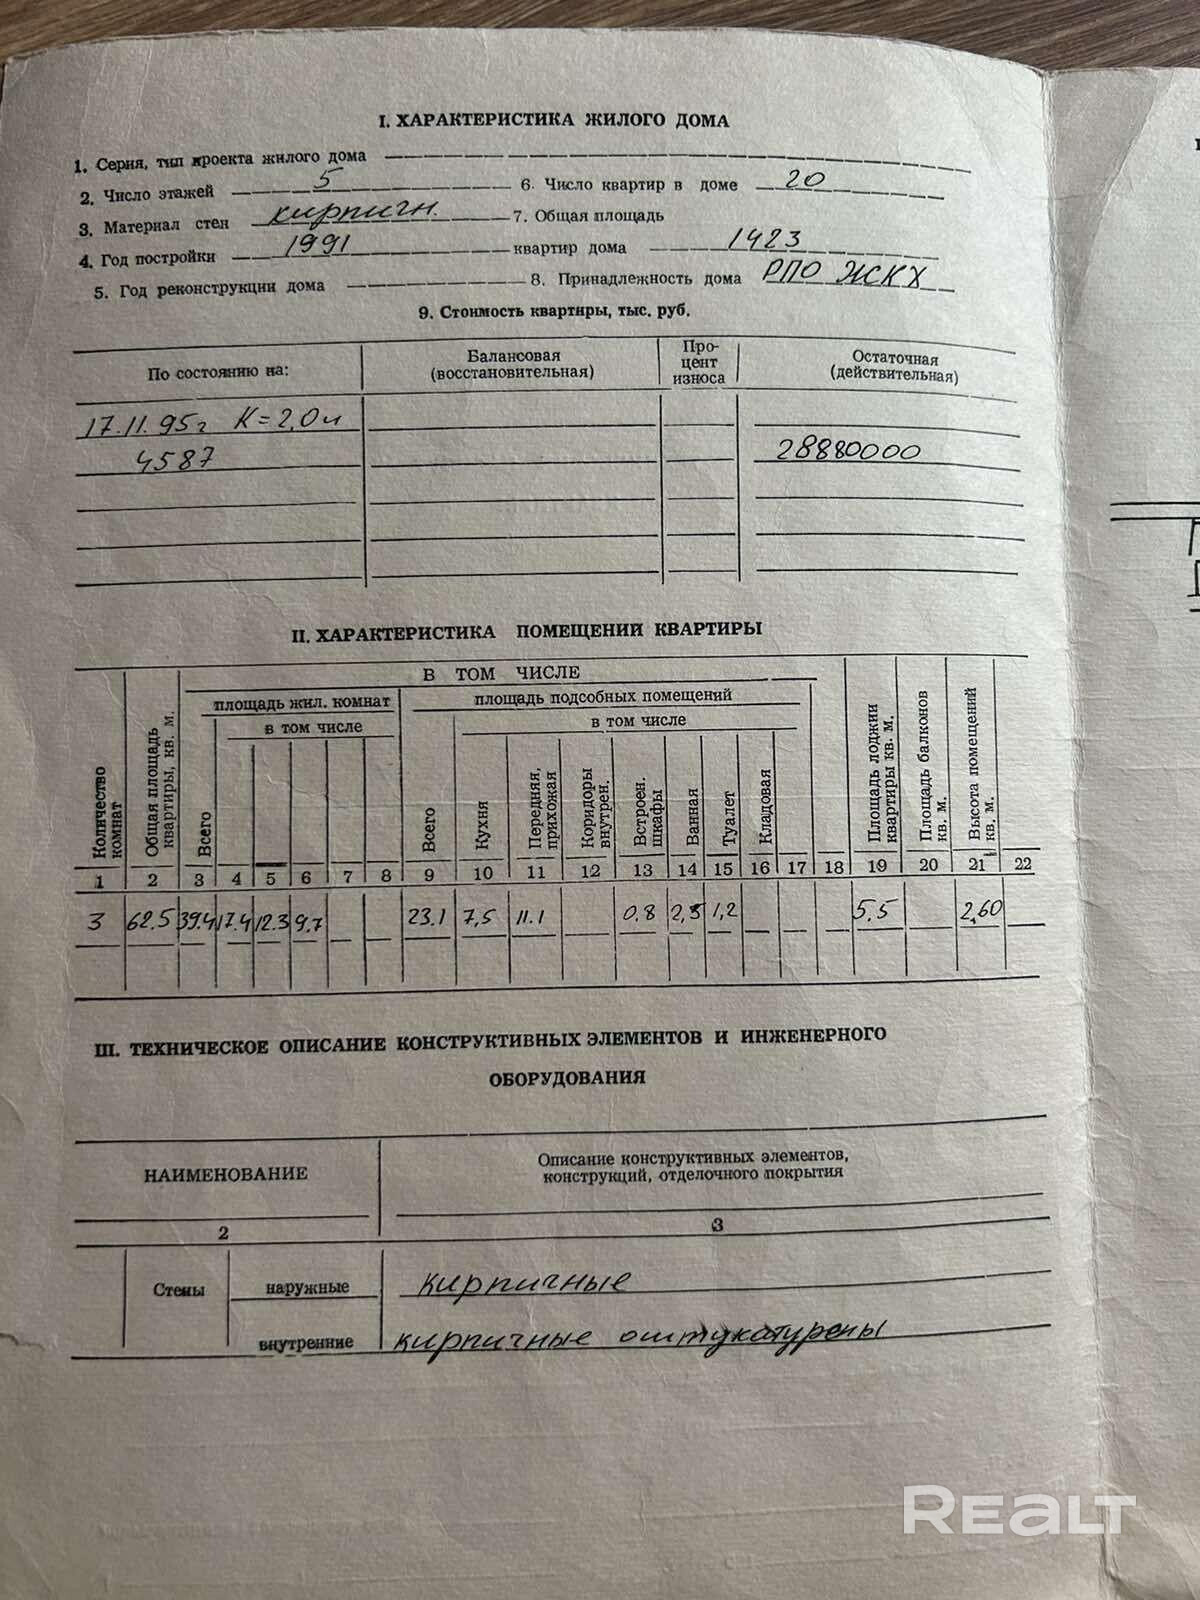 I. ХАРАКТЕРИСТИКА ЖИЛОГО ДОМА
1. Серия, тип проекта жилого дома
2. Число этажей 5 6. Число квартир в доме 20
3. Материал стен кирпичн. 7. Общая площадь
4. Год постройки 1991 квартир дома 1423
5. Год реконструкции дома 8. Принадлежность дома РПО ЖСКХ
9. Стоимость квартиры, тыс. руб.
По состоянию на: Балансовая (восстановительная) Про-цент износа Остаточная (действительная)
17.11.95г К=2,0и
4587 28880000
II. ХАРАКТЕРИСТИКА ПОМЕЩЕНИЙ КВАРТИРЫ
В ТОМ ЧИСЛЕ
площадь жил. комнат площадь подсобных помещений
в том числе в том числе
Количество комнат Общая площадь квартиры, кв. м. Всего Всего Кухня Передняя, прихожая Коридоры внутрен. Встроен. шкафы Ванная Туалет Кладовая Площадь лоджии квартиры кв. м. Площадь балконов кв. м. Высота помещений кв. м.
1 2 3 4 5 6 7 8 9 10 11 12 13 14 15 16 17 18 19 20 21 22
3 62.5 39.4 17.4 12.3 9.7 23.1 7,5 11.1 0.8 2,5 1,2 5,5 2,60
III. ТЕХНИЧЕСКОЕ ОПИСАНИЕ КОНСТРУКТИВНЫХ ЭЛЕМЕНТОВ И ИНЖЕНЕРНОГО
ОБОРУДОВАНИЯ
НАИМЕНОВАНИЕ Описание конструктивных элементов, конструкций, отделочного покрытия
2 3
Стены наружные кирпичные
внутренние кирпичные оштукатурены
REALT